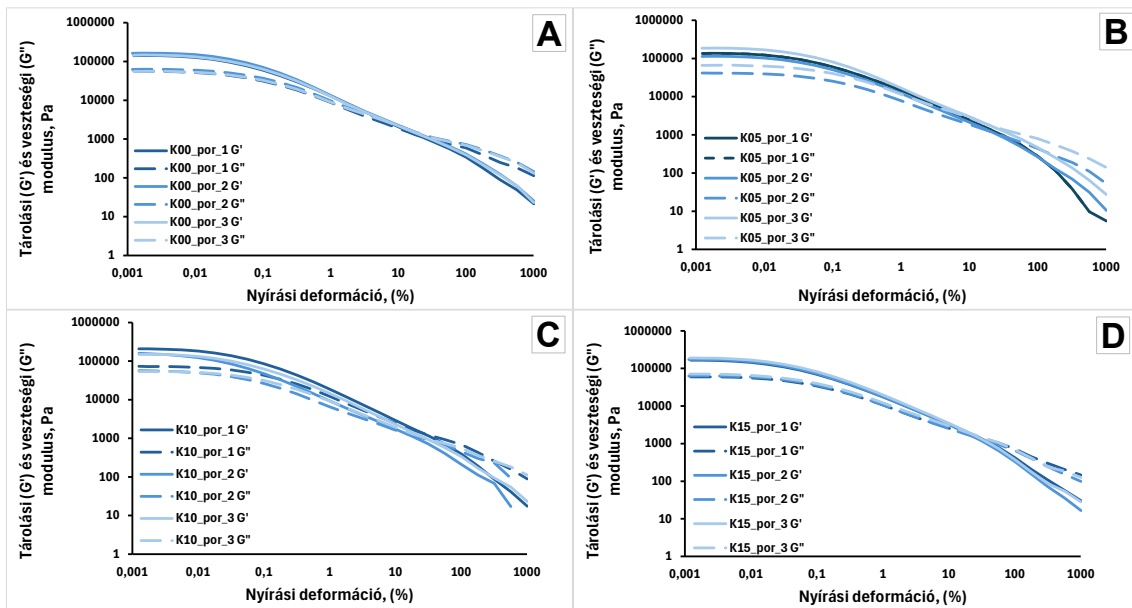 A
Tárolási (G') és veszteségi (G")
modulus, Pa
1000000
100000
10000
1000
100
10
1
K00_por_1 G'
K00_por_1 G"
K00_por_2 G'
K00_por_2 G"
K00_por_3 G'
K00_por_3 G"
0,001 0,01 0,1 1 10 100 1000
Nyírási deformáció, (%)
B
Tárolási (G') és veszteségi (G")
modulus, Pa
1000000
100000
10000
1000
100
10
1
K05_por_1 G'
K05_por_1 G"
K05_por_2 G'
K05_por_2 G"
K05_por_3 G'
K05_por_3 G"
0,001 0,01 0,1 1 10 100 1000
Nyírási deformáció, (%)
C
Tárolási (G') és veszteségi (G")
modulus, Pa
1000000
100000
10000
1000
100
10
1
K10_por_1 G'
K10_por_1 G"
K10_por_2 G'
K10_por_2 G"
K10_por_3 G'
K10_por_3 G"
0,001 0,01 0,1 1 10 100 1000
Nyírási deformáció, (%)
D
Tárolási (G') és veszteségi (G")
modulus, Pa
1000000
100000
10000
1000
100
10
1
K15_por_1 G'
K15_por_1 G"
K15_por_2 G'
K15_por_2 G"
K15_por_3 G'
K15_por_3 G"
0,001 0,01 0,1 1 10 100 1000
Nyírási deformáció, (%)